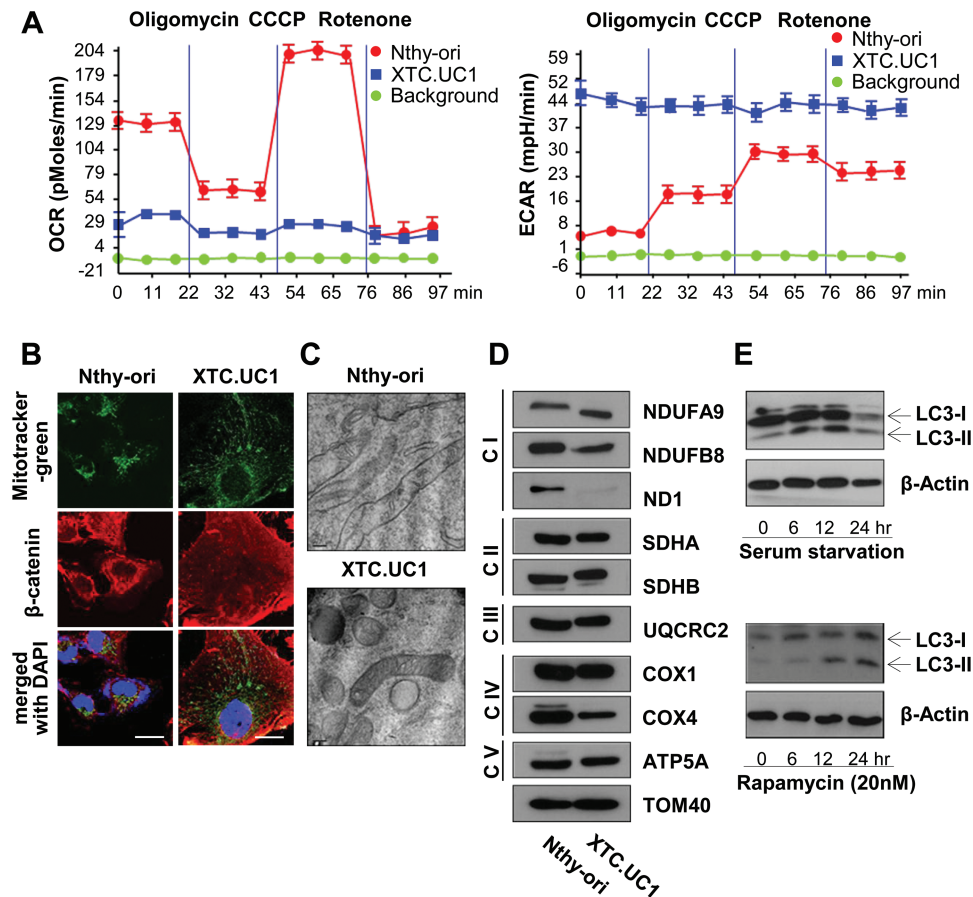 A
Oligomycin CCCP Rotenone
Nthy-ori
XTC.UC1
Background
OCR (pMoles/min)
204
179
154
129
104
79
54
29
4
-21
0 11 22 32 43 54 65 76 86 97 min
Oligomycin CCCP Rotenone
Nthy-ori
XTC.UC1
Background
ECAR (mpH/min)
59
52
44
37
30
23
16
8
1
-6
0 11 22 32 43 54 65 76 86 97 min
B
Nthy-ori XTC.UC1
Mitotracker
-green
β-catenin
merged
with DAPI
C
Nthy-ori
XTC.UC1
D
C I
NDUFA9
NDUFB8
ND1
C II
SDHA
SDHB
C III
UQCRC2
C IV
COX1
COX4
C V
ATP5A
TOM40
Nthy-ori
XTC.UC1
E
LC3-I
LC3-II
β-Actin
0 6 12 24 hr
Serum starvation
LC3-I
LC3-II
β-Actin
0 6 12 24 hr
Rapamycin (20nM)